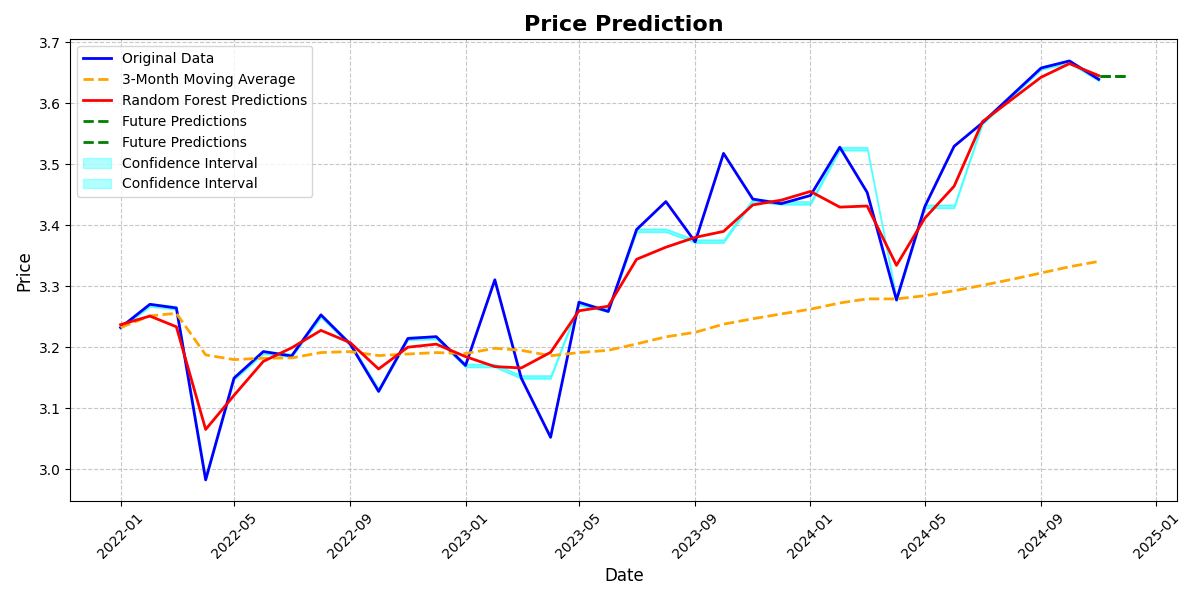 Price Prediction
Original Data
3-Month Moving Average
Random Forest Predictions
Future Predictions
Future Predictions
Confidence Interval
Confidence Interval
Price
3.7
3.6
3.5
3.4
3.3
3.2
3.1
3.0
2022-01
2022-05
2022-09
2023-01
2023-05
2023-09
2024-01
2024-05
2024-09
2025-01
Date